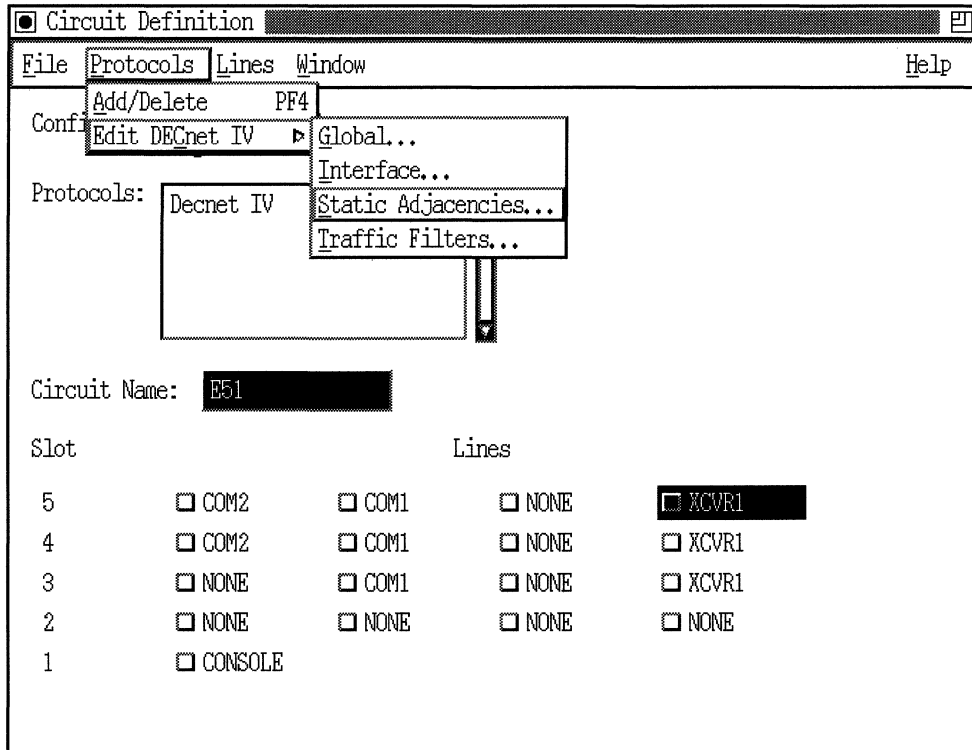 Circuit Definition
File Protocols Lines Window Help
Add/Delete PF4
Confi
Edit DECnet IV
Global...
Interface...
Static Adjacencies...
Traffic Filters...
Protocols:
Decnet IV
Circuit Name: E51
Slot Lines
5 COM2 COM1 NONE XCVR1
4 COM2 COM1 NONE XCVR1
3 NONE COM1 NONE XCVR1
2 NONE NONE NONE NONE
1 CONSOLE